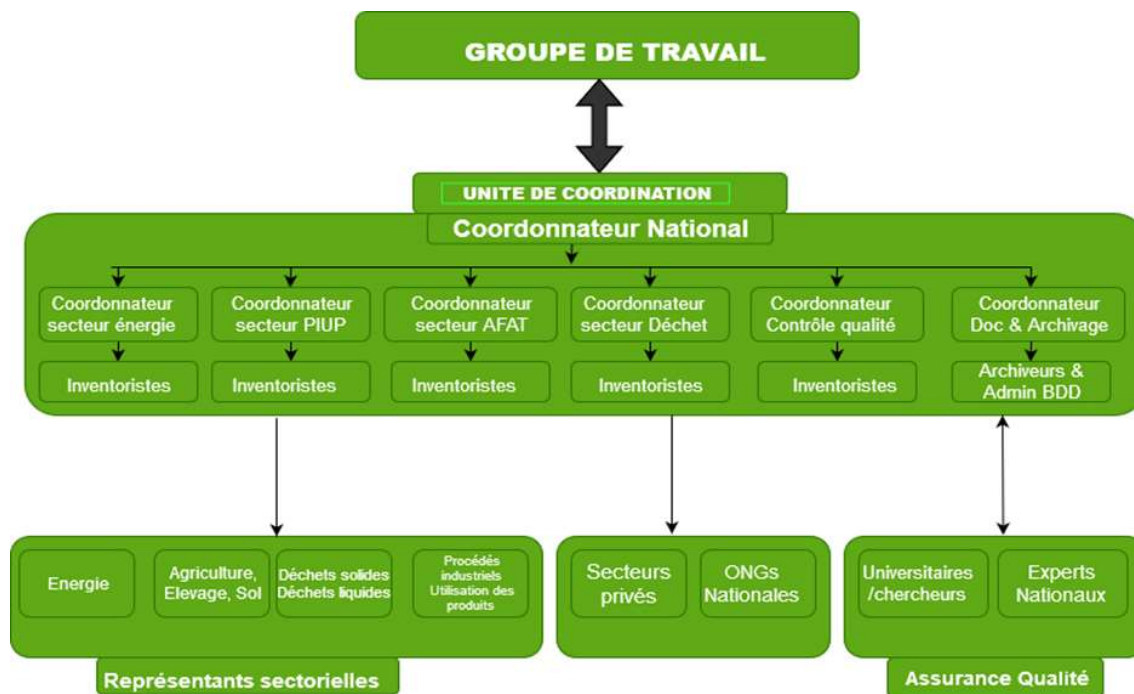 GROUPE DE TRAVAIL
UNITE DE COORDINATION
Coordonnateur National
Coordonnateur
secteur énergie
Coordonnateur
secteur PIUP
Coordonnateur
secteur AFAT
Coordonnateur
secteur Déchet
Coordonnateur
Contrôle qualité
Coordonnateur
Doc & Archivage
Inventoristes
Inventoristes
Inventoristes
Inventoristes
Inventoristes
Archiveurs &
Admin BDD
Energie
Agriculture,
Elevage, Sol
Déchets solides
Déchets liquides
Procédés
industriels
Utilisation des
produits
Secteurs
privés
ONGs
Nationales
Universitaires
/chercheurs
Experts
Nationaux
Représentants sectorielles
Assurance Qualité